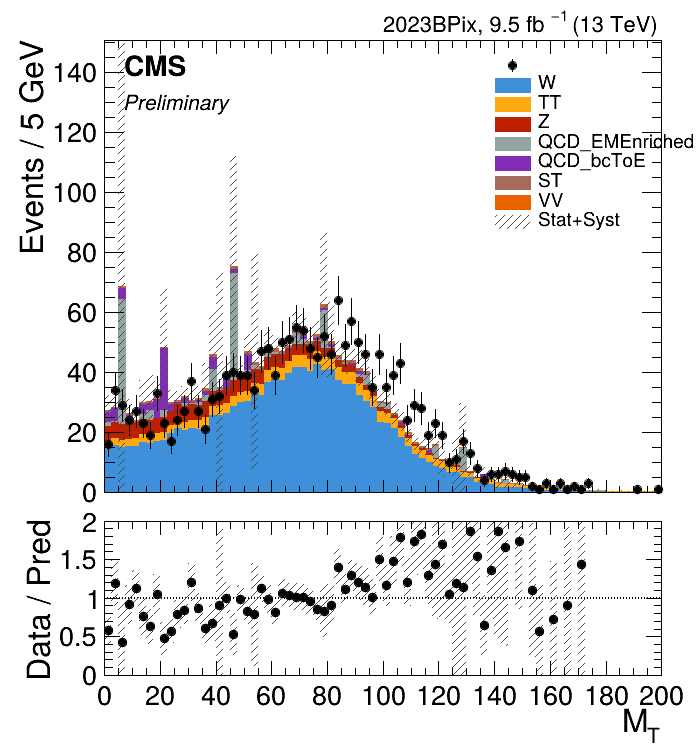 2023BPix, 9.5 fb⁻¹ (13 TeV)
Events / 5 GeV
140
120
100
80
60
40
20
0
CMS
Preliminary
W
TT
Z
QCD_EMEnriched
QCD_bcToE
ST
VV
Stat+Syst
Data / Pred
2
1.5
1
0.5
0
0 20 40 60 80 100 120 140 160 180 200
M_T